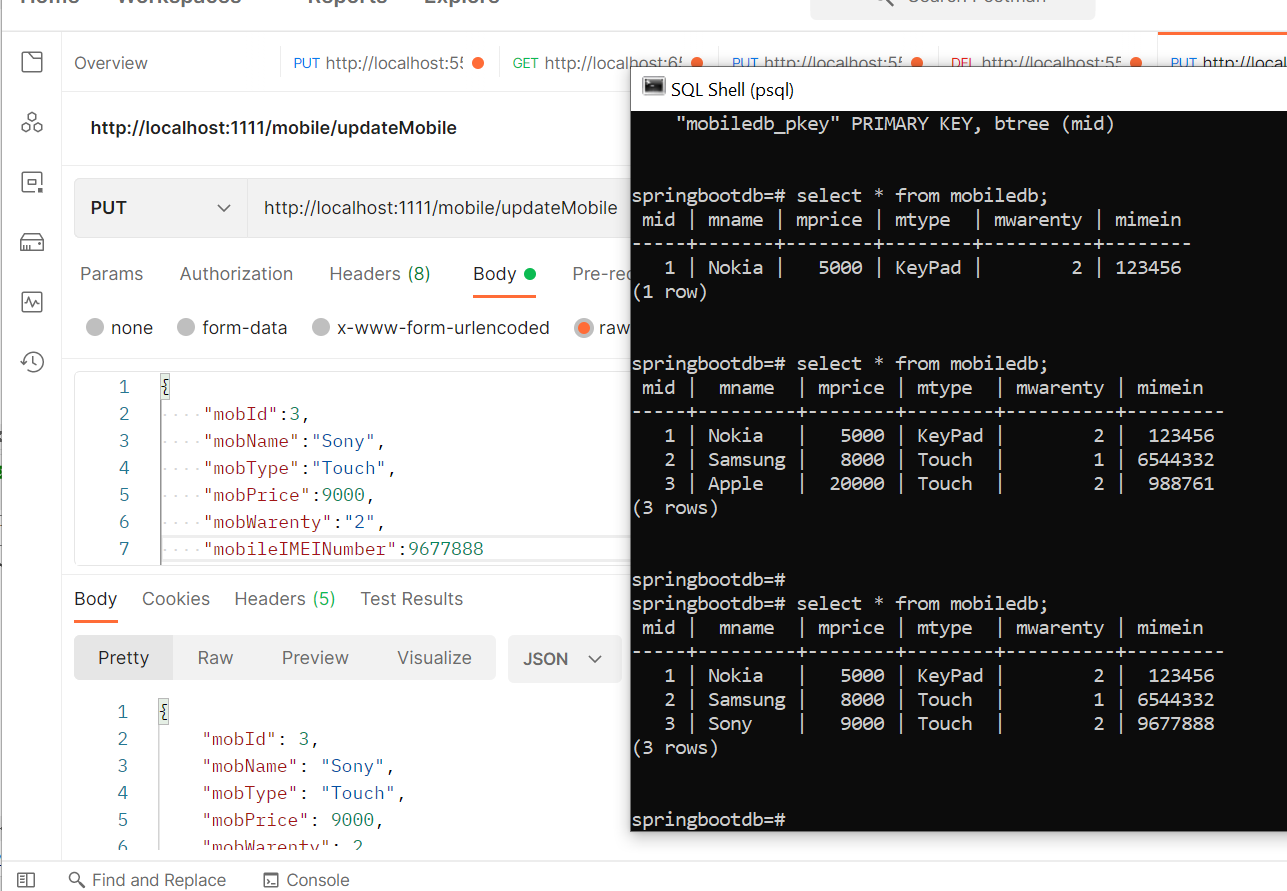 Home Workspaces Reports Explore
Search Postman
Overview PUT http://localhost:55 GET http://localhost:65 PUT http://localhost:55 DEL http://localhost:55 PUT http://local
http://localhost:1111/mobile/updateMobile
PUT http://localhost:1111/mobile/updateMobile
Params Authorization Headers (8) Body Pre-rec
none form-data x-www-form-urlencoded raw
1 {
2 "mobId":3,
3 "mobName":"Sony",
4 "mobType":"Touch",
5 "mobPrice":9000,
6 "mobWarenty":"2",
7 "mobileIMEINumber":9677888
Body Cookies Headers (5) Test Results
Pretty Raw Preview Visualize JSON
1 {
2 "mobId": 3,
3 "mobName": "Sony",
4 "mobType": "Touch",
5 "mobPrice": 9000,
6 "mobWarenty": 2
Find and Replace Console
SQL Shell (psql)
"mobiledb_pkey" PRIMARY KEY, btree (mid)
springbootdb=# select * from mobiledb;
mid | mname | mprice | mtype | mwarenty | mimein
-----+-------+--------+--------+----------+--------
1 | Nokia | 5000 | KeyPad | 2 | 123456
(1 row)
springbootdb=# select * from mobiledb;
mid | mname | mprice | mtype | mwarenty | mimein
-----+---------+--------+--------+----------+---------
1 | Nokia | 5000 | KeyPad | 2 | 123456
2 | Samsung | 8000 | Touch | 1 | 6544332
3 | Apple | 20000 | Touch | 2 | 988761
(3 rows)
springbootdb=#
springbootdb=# select * from mobiledb;
mid | mname | mprice | mtype | mwarenty | mimein
-----+---------+--------+--------+----------+---------
1 | Nokia | 5000 | KeyPad | 2 | 123456
2 | Samsung | 8000 | Touch | 1 | 6544332
3 | Sony | 9000 | Touch | 2 | 9677888
(3 rows)
springbootdb=#